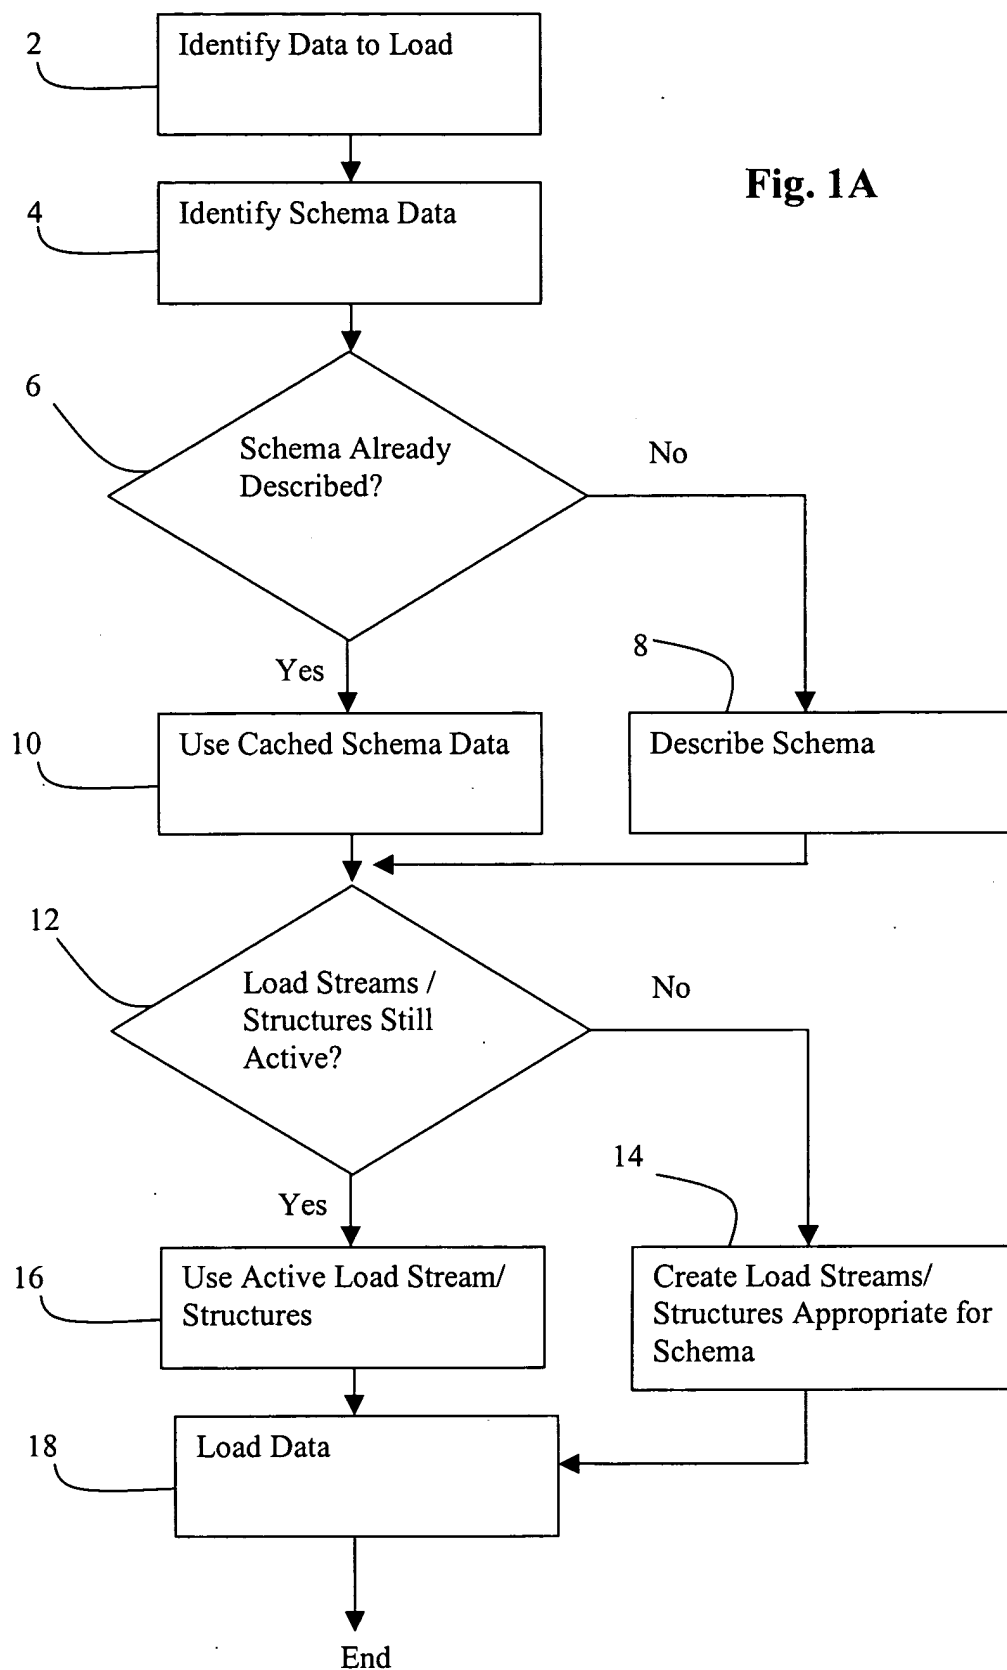 2
Identify Data to Load
Fig. 1A
4
Identify Schema Data
6
Schema Already
Described?
No
Yes
8
10
Use Cached Schema Data
Describe Schema
12
Load Streams /
Structures Still
Active?
No
Yes
14
16
Use Active Load Stream/
Structures
Create Load Streams/
Structures Appropriate for
Schema
18
Load Data
End